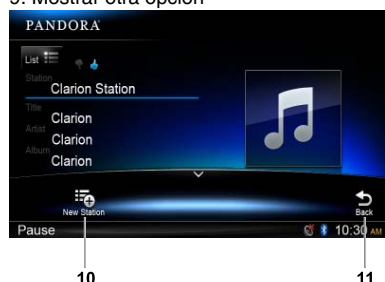 9. Mostrar otra opción
PANDORA
List
Station
Clarion Station
Title
Clarion
Artist
Clarion
Album
Clarion
New Station
Back
Pause
10:30 AM
10
11